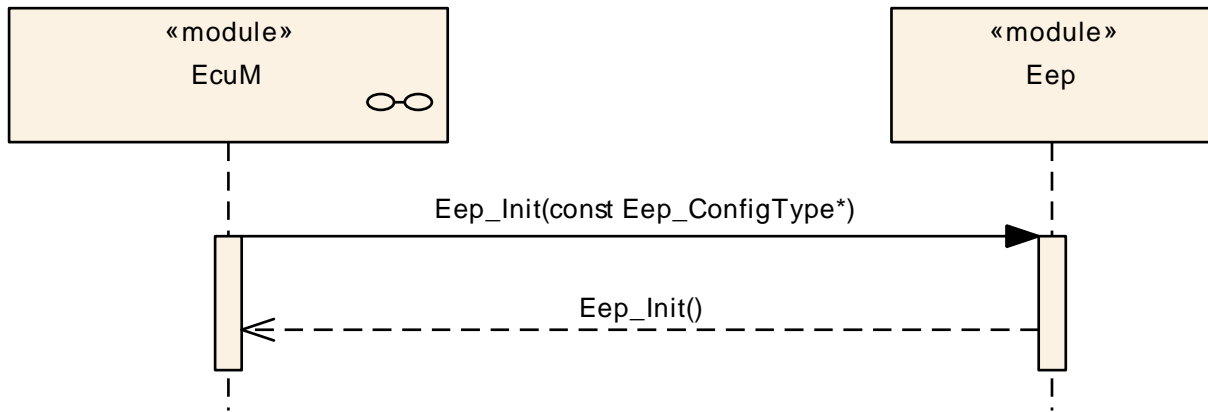 «module»
EcuM
«module»
Eep
Eep_Init(const Eep_ConfigType*)
Eep_Init()